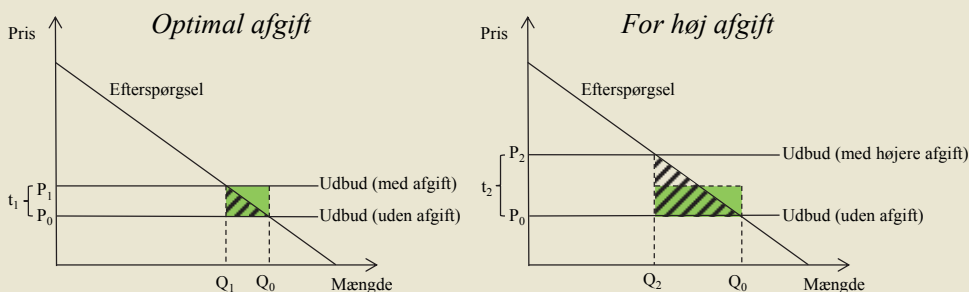 Optimal afgift
Pris
Efterspørgsel
P1
t1
P0
Udbud (med afgift)
Udbud (uden afgift)
Q1
Q0
Mængde
For høj afgift
Pris
Efterspørgsel
P2
t2
P0
Udbud (med højere afgift)
Udbud (uden afgift)
Q2
Q0
Mængde